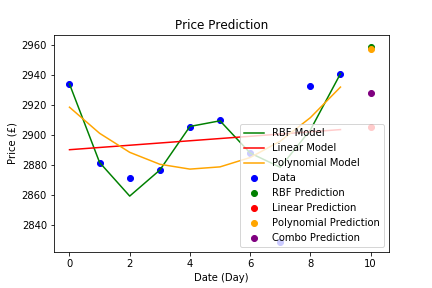 Price Prediction
2960
2940
2920
2900
2880
2860
2840
Price (£)
0
2
4
6
8
10
Date (Day)
RBF Model
Linear Model
Polynomial Model
Data
RBF Prediction
Linear Prediction
Polynomial Prediction
Combo Prediction